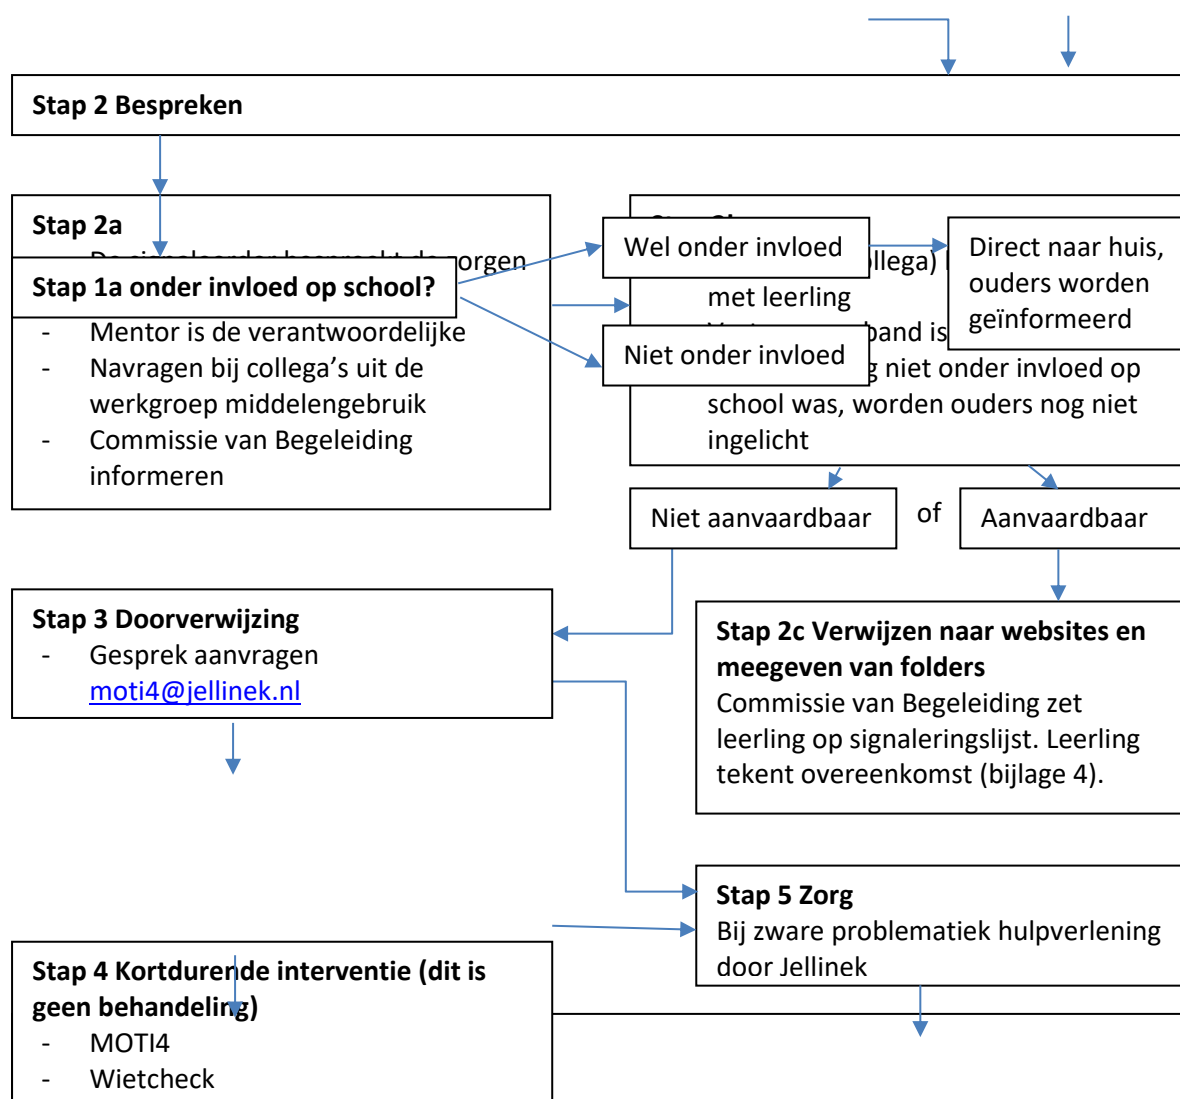 Stap 2 Bespreken
Stap 2a
Stap 1a onder invloed op school?
- Mentor is de verantwoordelijke
- Navragen bij collega's uit de
werkgroep middelengebruik
- Commissie van Begeleiding
informeren
Wel onder invloed
Niet onder invloed
Direct naar huis,
ouders worden
geïnformeerd
met leerling
niet onder invloed op
school was, worden ouders nog niet
ingelicht
Niet aanvaardbaar
of
Aanvaardbaar
Stap 3 Doorverwijzing
- Gesprek aanvragen
moti4@jellinek.nl
Stap 2c Verwijzen naar websites en
meegeven van folders
Commissie van Begeleiding zet
leerling op signaleringslijst. Leerling
tekent overeenkomst (bijlage 4).
Stap 5 Zorg
Bij zware problematiek hulpverlening
door Jellinek
Stap 4 Kortdurende interventie (dit is
geen behandeling)
- MOTI4
- Wietcheck